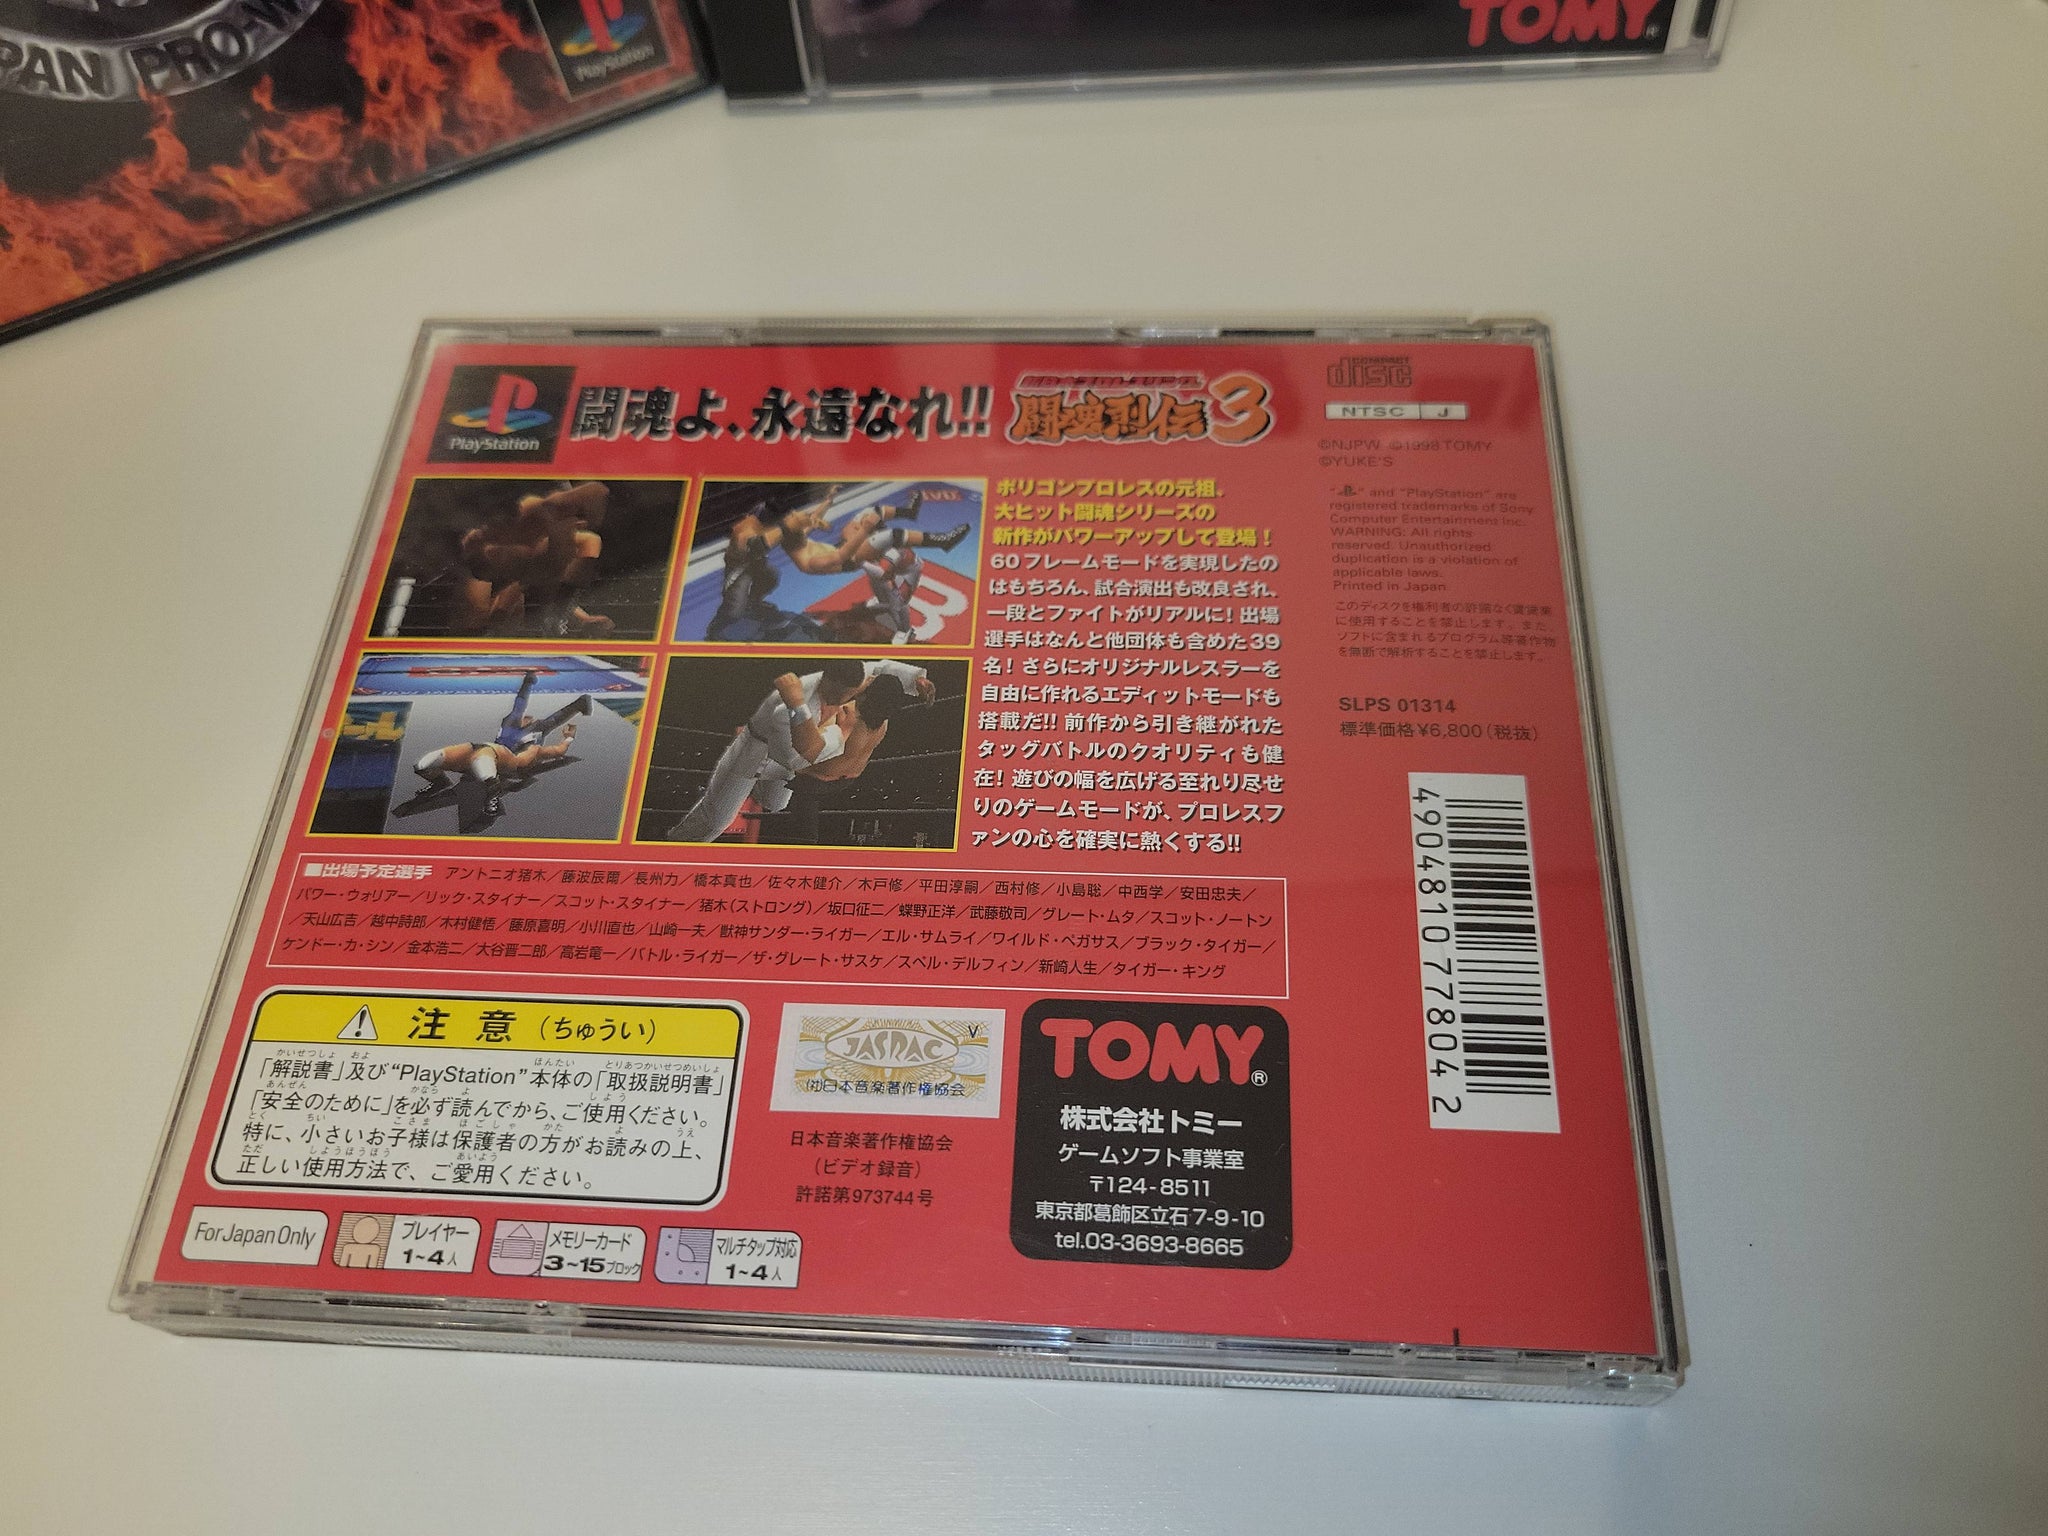 PAN PRO-W
PlayStation
TOMY®
PlayStation
闘魂よ、永遠なれ!!
闘魂烈伝3
COMPACT
disc
NTSC J
©NJPW ©1998 TOMY
©YUKE'S
ポリゴンプロレスの元祖、
大ヒット闘魂シリーズの
新作がパワーアップして登場！
60フレームモードを実現したの
はもちろん、試合演出も改良され、
一段とファイトがリアルに！出場
選手はなんと他団体も含めた39
名！さらにオリジナルレスラーを
自由に作れるエディットモードも
搭載だ!!前作から引き継がれた
タッグバトルのクオリティも健
在！遊びの幅を広げる至れり尽せ
りのゲームモードが、プロレスフ
ァンの心を確実に熱くする!!
"PS" and "PlayStation" are
registered trademarks of Sony
Computer Entertainment Inc.
WARNING: All rights
reserved. Unauthorized
duplication is a violation of
applicable laws.
Printed in Japan.
このディスクを権利者の許諾なく賃貸業
に使用することを禁止します。また、
ソフトに含まれるプログラム等著作物
を無断で解析することを禁止します。
SLPS 01314
標準価格¥6,800(税抜)
4904810778042
■出場予定選手 アントニオ猪木／藤波辰爾／長州力／橋本真也／佐々木健介／木戸修／平田淳嗣／西村修／小島聡／中西学／安田忠夫／
パワー・ウォリアー／リック・スタイナー／スコット・スタイナー／猪木(ストロング)／坂口征二／蝶野正洋／武藤敬司／グレート・ムタ／スコット・ノートン
／天山広吉／越中詩郎／木村健悟／藤原喜明／小川直也／山崎一夫／獣神サンダー・ライガー／エル・サムライ／ワイルド・ペガサス／ブラック・タイガー／
ケンドー・カ・シン／金本浩二／大谷晋二郎／高岩竜一／バトル・ライガー／ザ・グレート・サスケ／スペル・デルフィン／新崎人生／タイガー・キング
注意(ちゅうい)
「解説書」及び"PlayStation"本体の「取扱説明書」
「安全のために」を必ず読んでから、ご使用ください。
特に、小さいお子様は保護者の方がお読みの上、
正しい使用方法で、ご愛用ください。
V
JASRAC
(社)日本音楽著作権協会
日本音楽著作権協会
(ビデオ録音)
許諾第973744号
TOMY®
株式会社トミー
ゲームソフト事業室
〒124-8511
東京都葛飾区立石7-9-10
tel.03-3693-8665
For Japan Only
プレイヤー
1~4人
メモリーカード
3~15ブロック
マルチタップ対応
1~4人